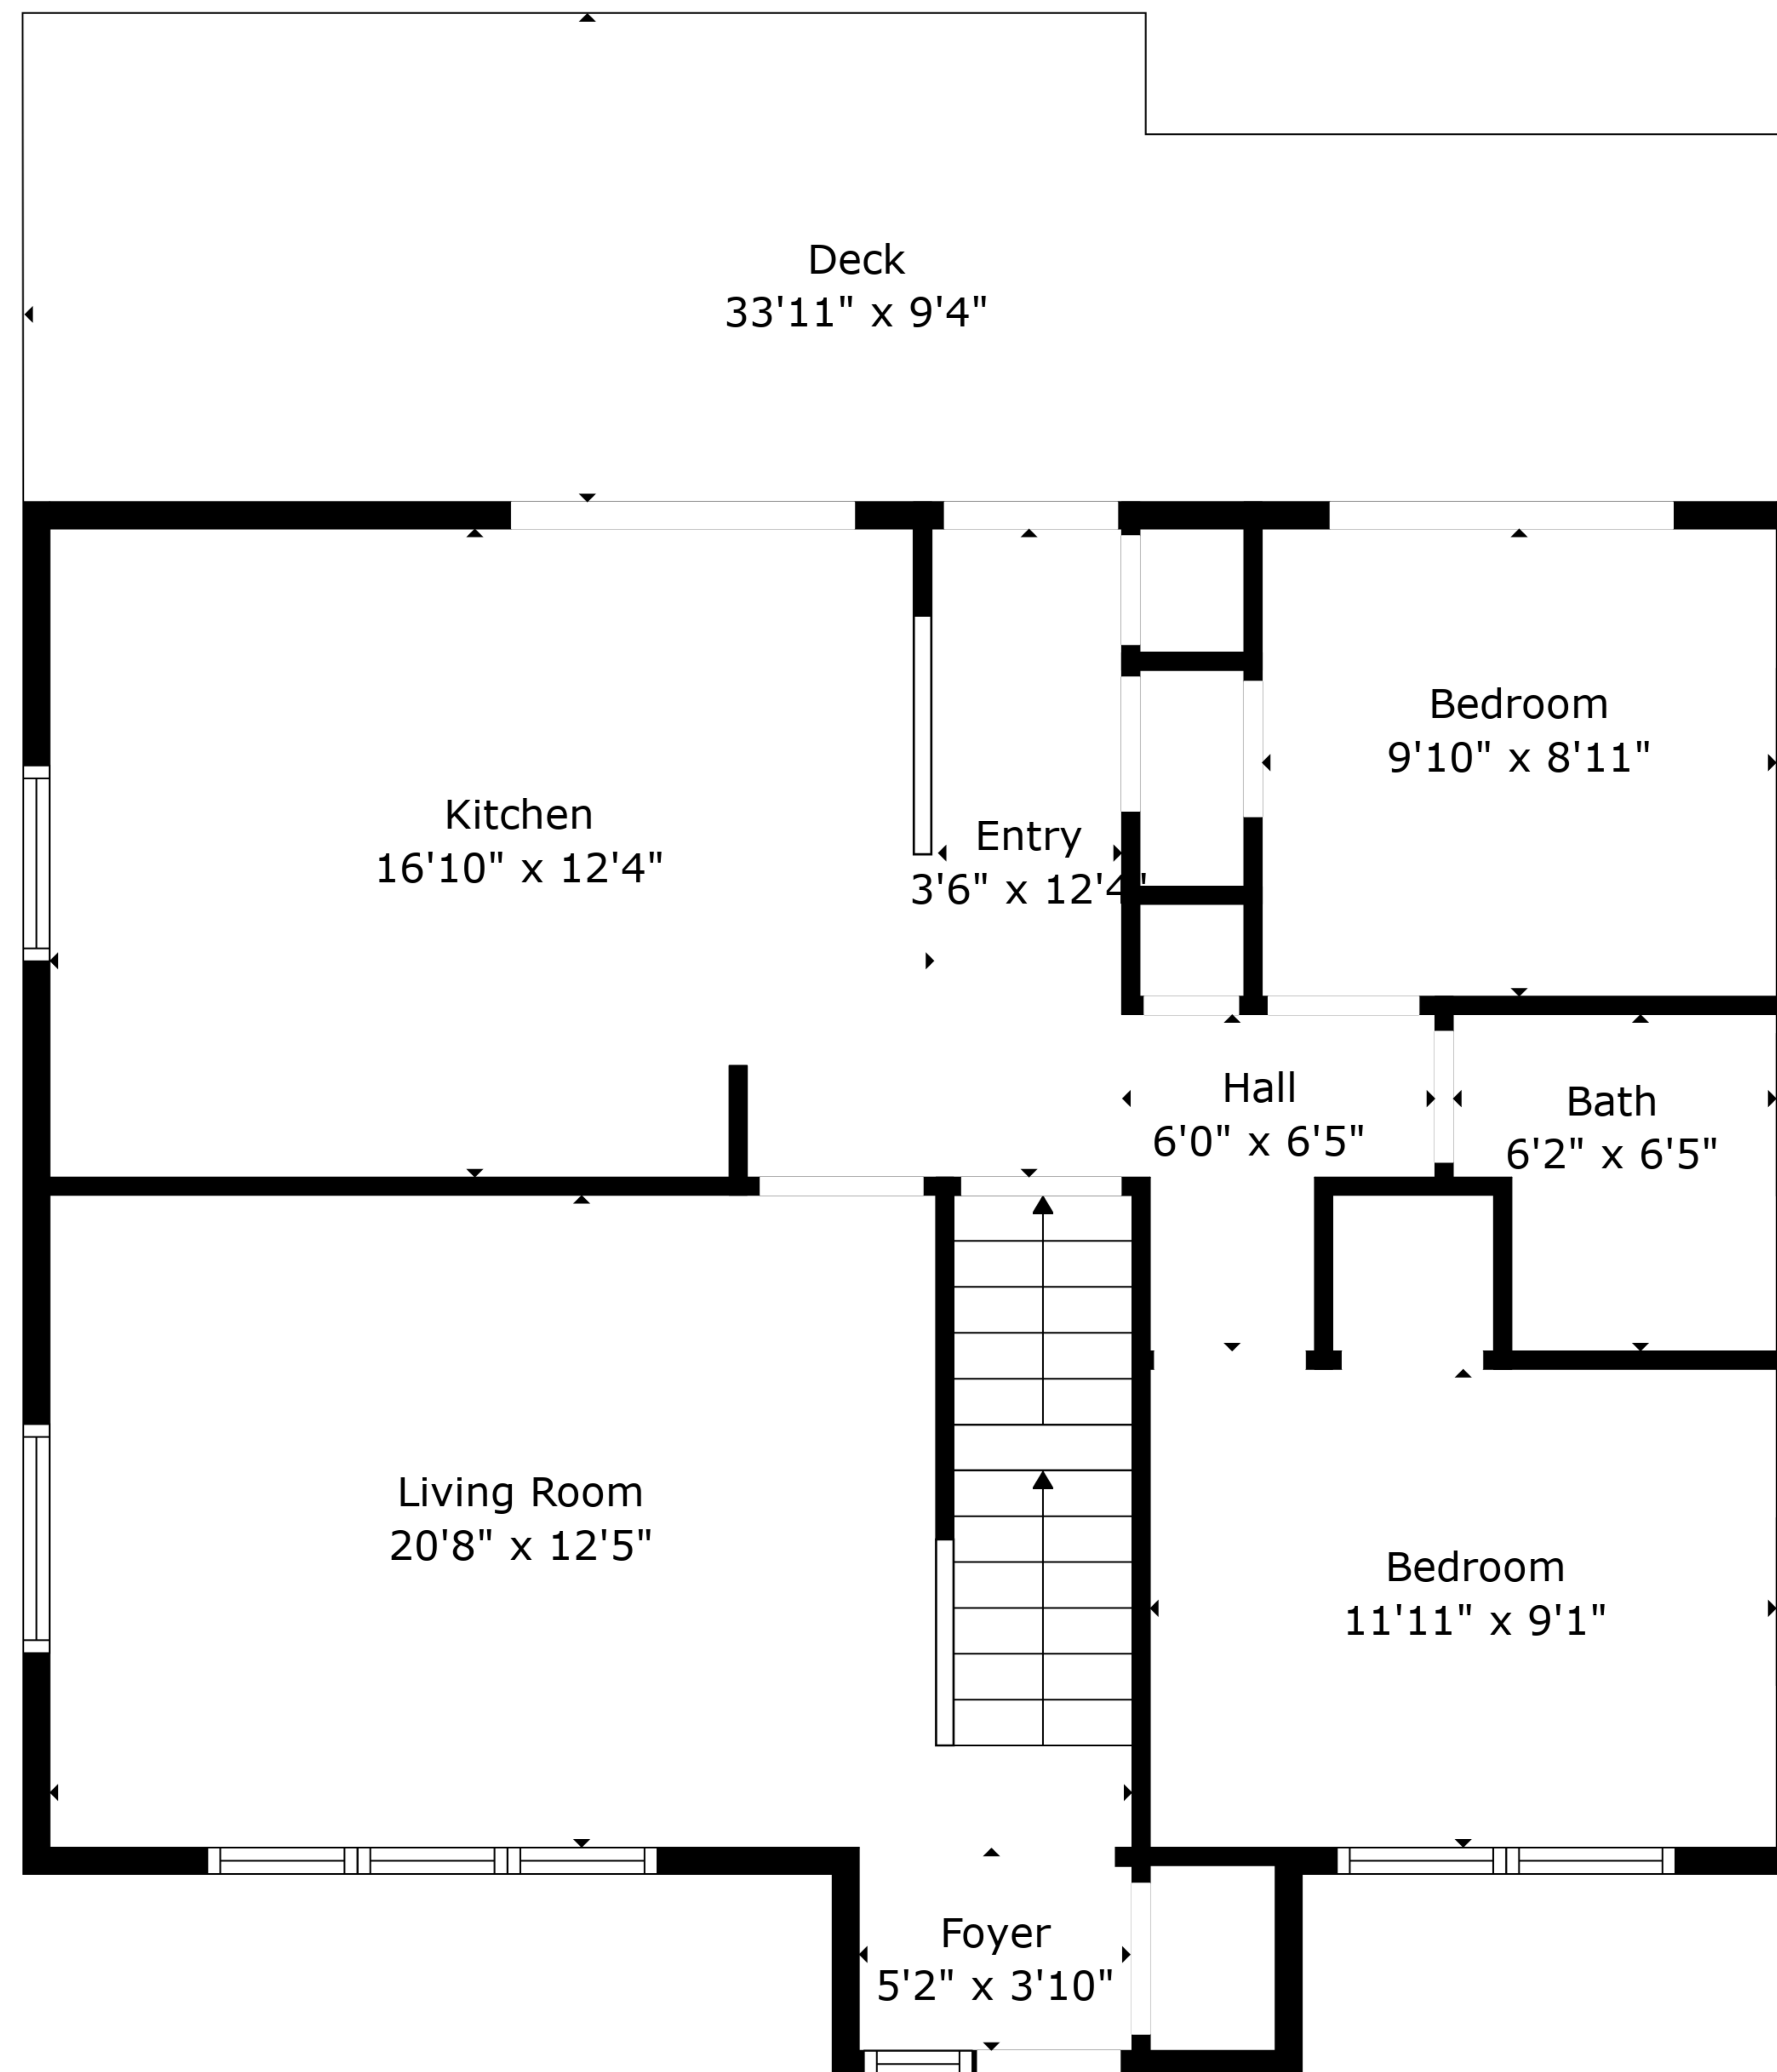 Deck
33'11" x 9'4"
Bedroom
9'10" x 8'11"
Kitchen
16'10" x 12'4"
Entry
3'6" x 12'4"
Hall
6'0" x 6'5"
Bath
6'2" x 6'5"
Living Room
20'8" x 12'5"
Bedroom
11'11" x 9'1"
Foyer
5'2" x 3'10"